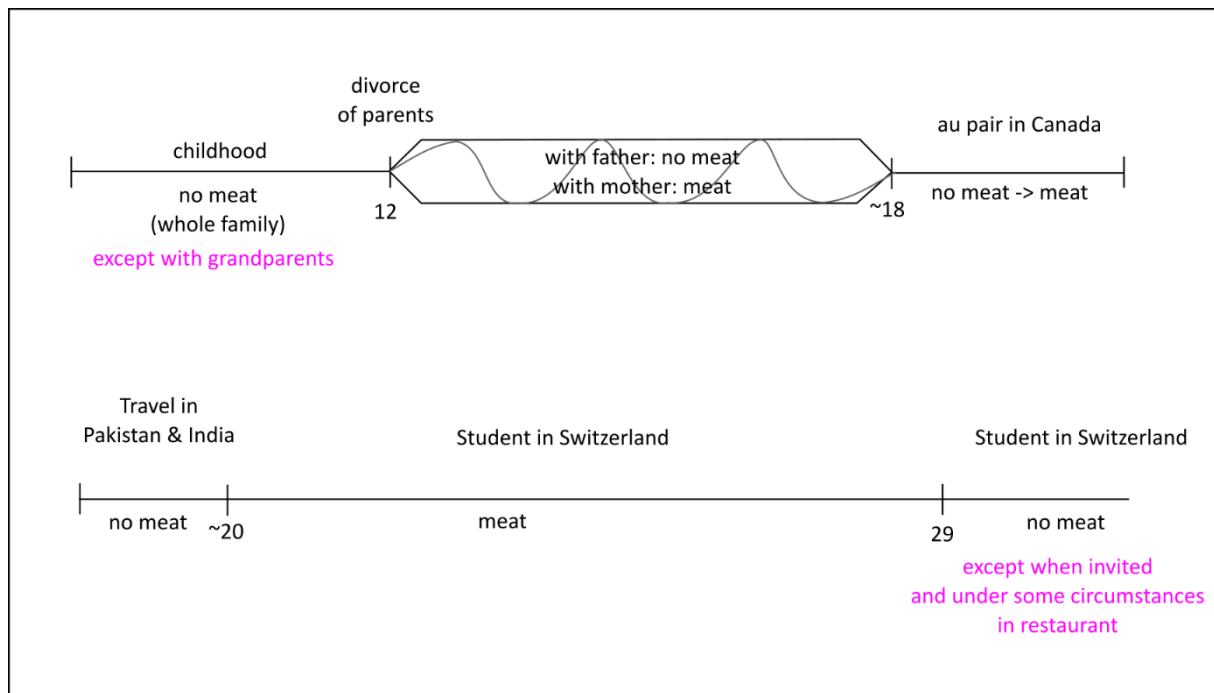 divorce
of parents
au pair in Canada
childhood
with father: no meat
with mother: meat
no meat
(whole family)
except with grandparents
12
~18
no meat -> meat
Travel in
Pakistan & India
Student in Switzerland
Student in Switzerland
no meat
~20
meat
29
no meat
except when invited
and under some circumstances
in restaurant